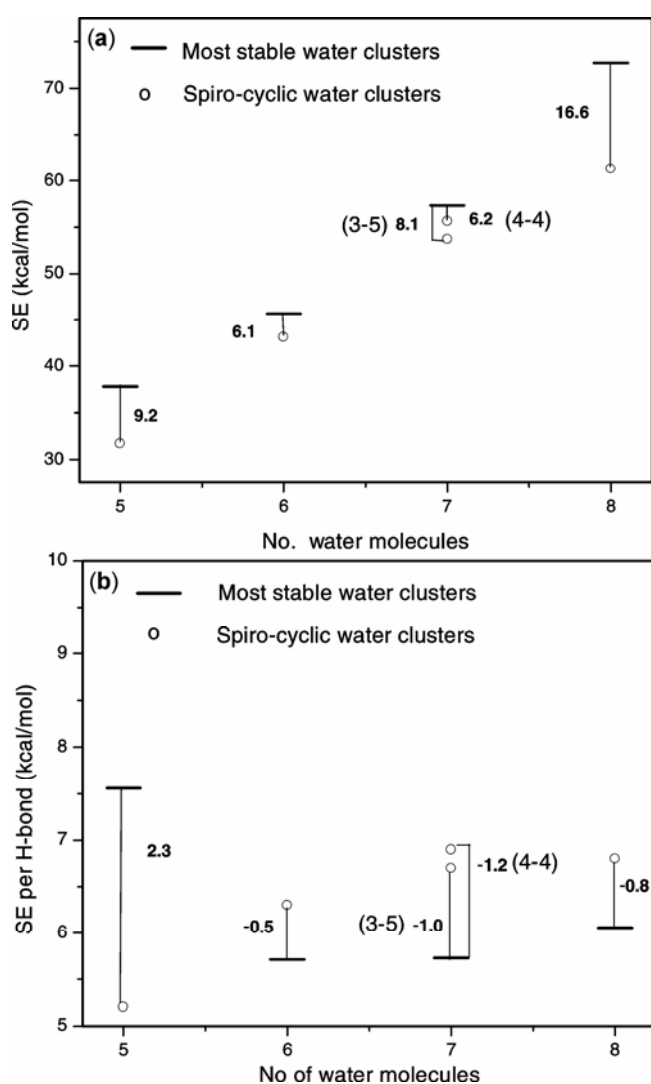 (a)
Most stable water clusters
Spiro-cyclic water clusters
SE (kcal/mol)
70
60
50
40
30
16.6
(3-5) 8.1 6.2 (4-4)
6.1
9.2
5 6 7 8
No. water molecules
(b)
Most stable water clusters
Spiro-cyclic water clusters
SE per H-bond (kcal/mol)
10
9
8
7
6
5
2.3
-1.2 (4-4)
-0.8
-0.5
(3-5) -1.0
5 6 7 8
No of water molecules